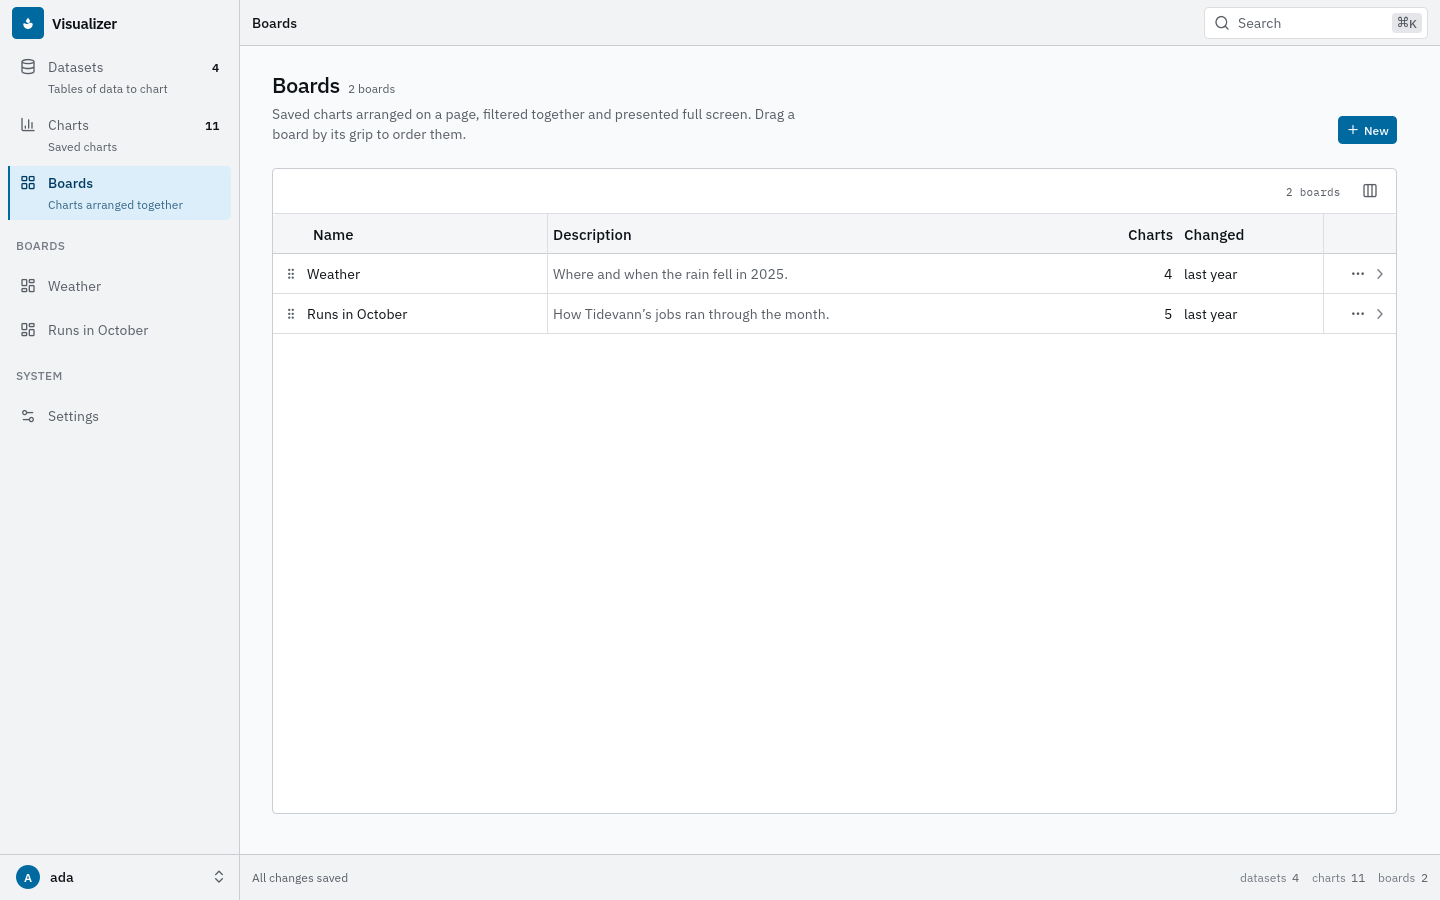 Visualizer
Boards
Search
⌘K
Datasets 4
Tables of data to chart
Charts 11
Saved charts
Boards
Charts arranged together
BOARDS
Weather
Runs in October
SYSTEM
Settings
Boards 2 boards
Saved charts arranged on a page, filtered together and presented full screen. Drag a
board by its grip to order them.
New
2 boards
Name Description Charts Changed
Weather Where and when the rain fell in 2025. 4 last year
Runs in October How Tidevann’s jobs ran through the month. 5 last year
A ada
All changes saved
datasets 4 charts 11 boards 2